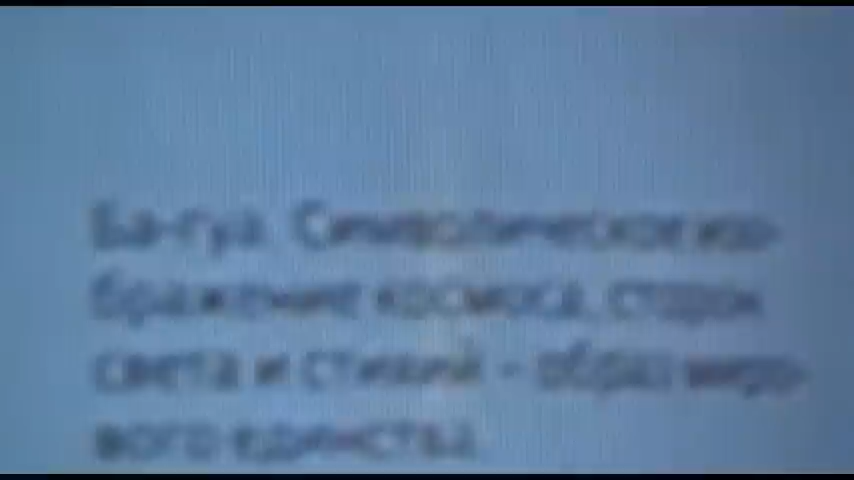 Ба-гуа. Символическое изо-
бражение космоса, сторон
света и стихий - образ миро-
вого единства.